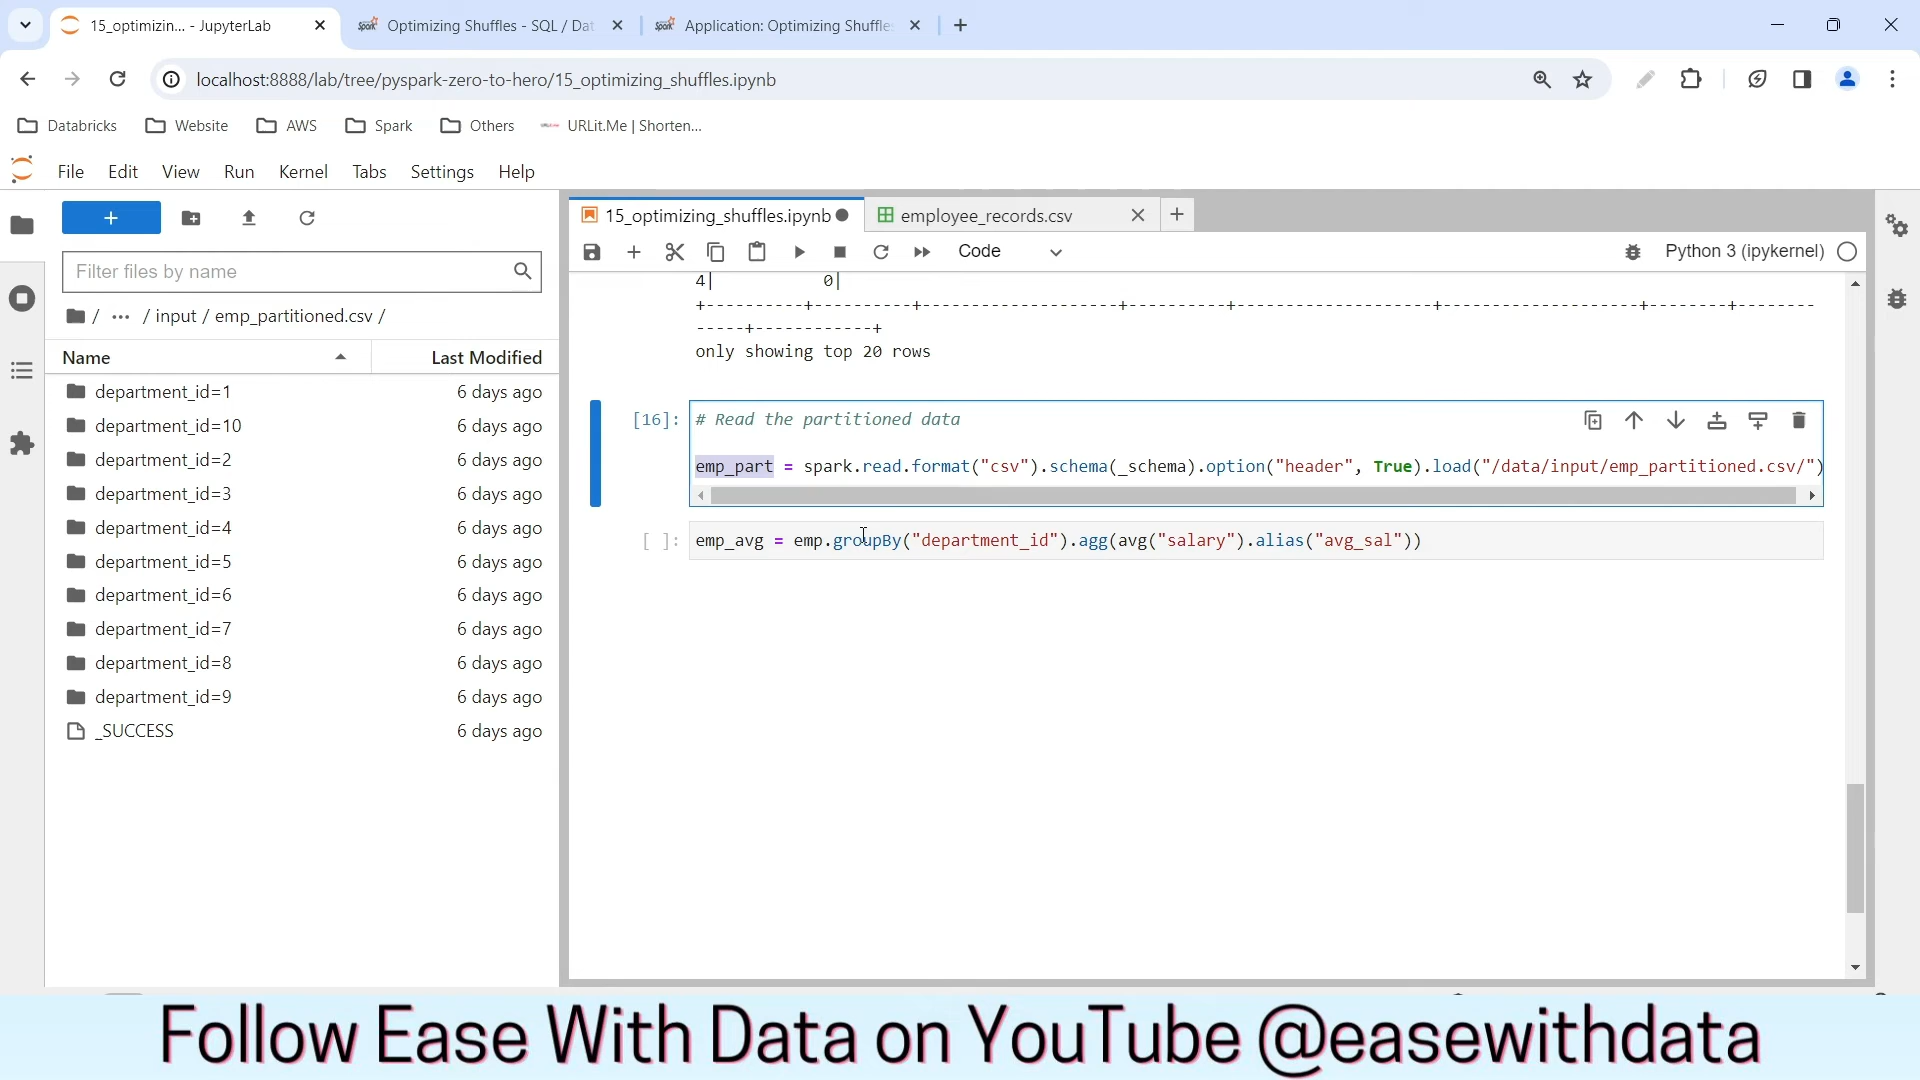 15_optimizin... - JupyterLab
Optimizing Shuffles - SQL / Dat
Application: Optimizing Shuffle
localhost:8888/lab/tree/pyspark-zero-to-hero/15_optimizing_shuffles.ipynb
Databricks
Website
AWS
Spark
Others
URLit.Me | Shorten...
File
Edit
View
Run
Kernel
Tabs
Settings
Help
15_optimizing_shuffles.ipynb
employee_records.csv
Code
Python 3 (ipykernel)
Filter files by name
/ ... / input / emp_partitioned.csv /
Name
Last Modified
department_id=1 6 days ago
department_id=10 6 days ago
department_id=2 6 days ago
department_id=3 6 days ago
department_id=4 6 days ago
department_id=5 6 days ago
department_id=6 6 days ago
department_id=7 6 days ago
department_id=8 6 days ago
department_id=9 6 days ago
_SUCCESS 6 days ago
4|           0|
+----------+----------+--------------------+----------+--------------------+--------------------+--------+--------
-----+------------+
only showing top 20 rows
[16]: # Read the partitioned data
emp_part = spark.read.format("csv").schema(_schema).option("header", True).load("/data/input/emp_partitioned.csv/")
[ ]: emp_avg = emp.groupBy("department_id").agg(avg("salary").alias("avg_sal"))
Follow Ease With Data on YouTube @easewithdata